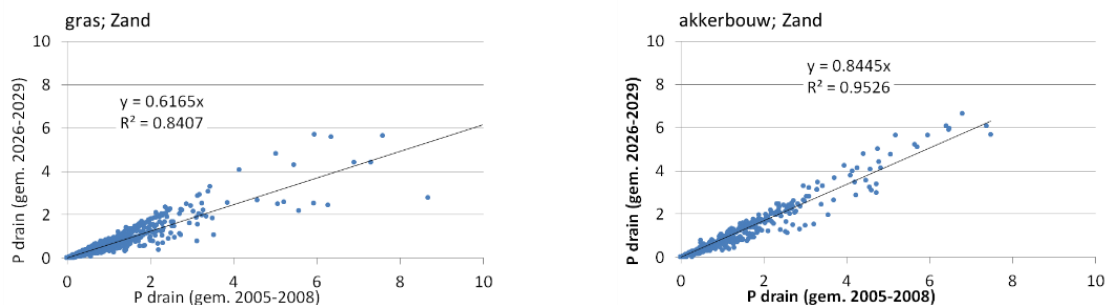 gras; Zand
P drain (gem. 2026-2029)
10
8
6
4
2
0
y = 0.6165x
R² = 0.8407
0 2 4 6 8 10
P drain (gem. 2005-2008)
akkerbouw; Zand
P drain (gem. 2026-2029)
10
8
6
4
2
0
y = 0.8445x
R² = 0.9526
0 2 4 6 8 10
P drain (gem. 2005-2008)